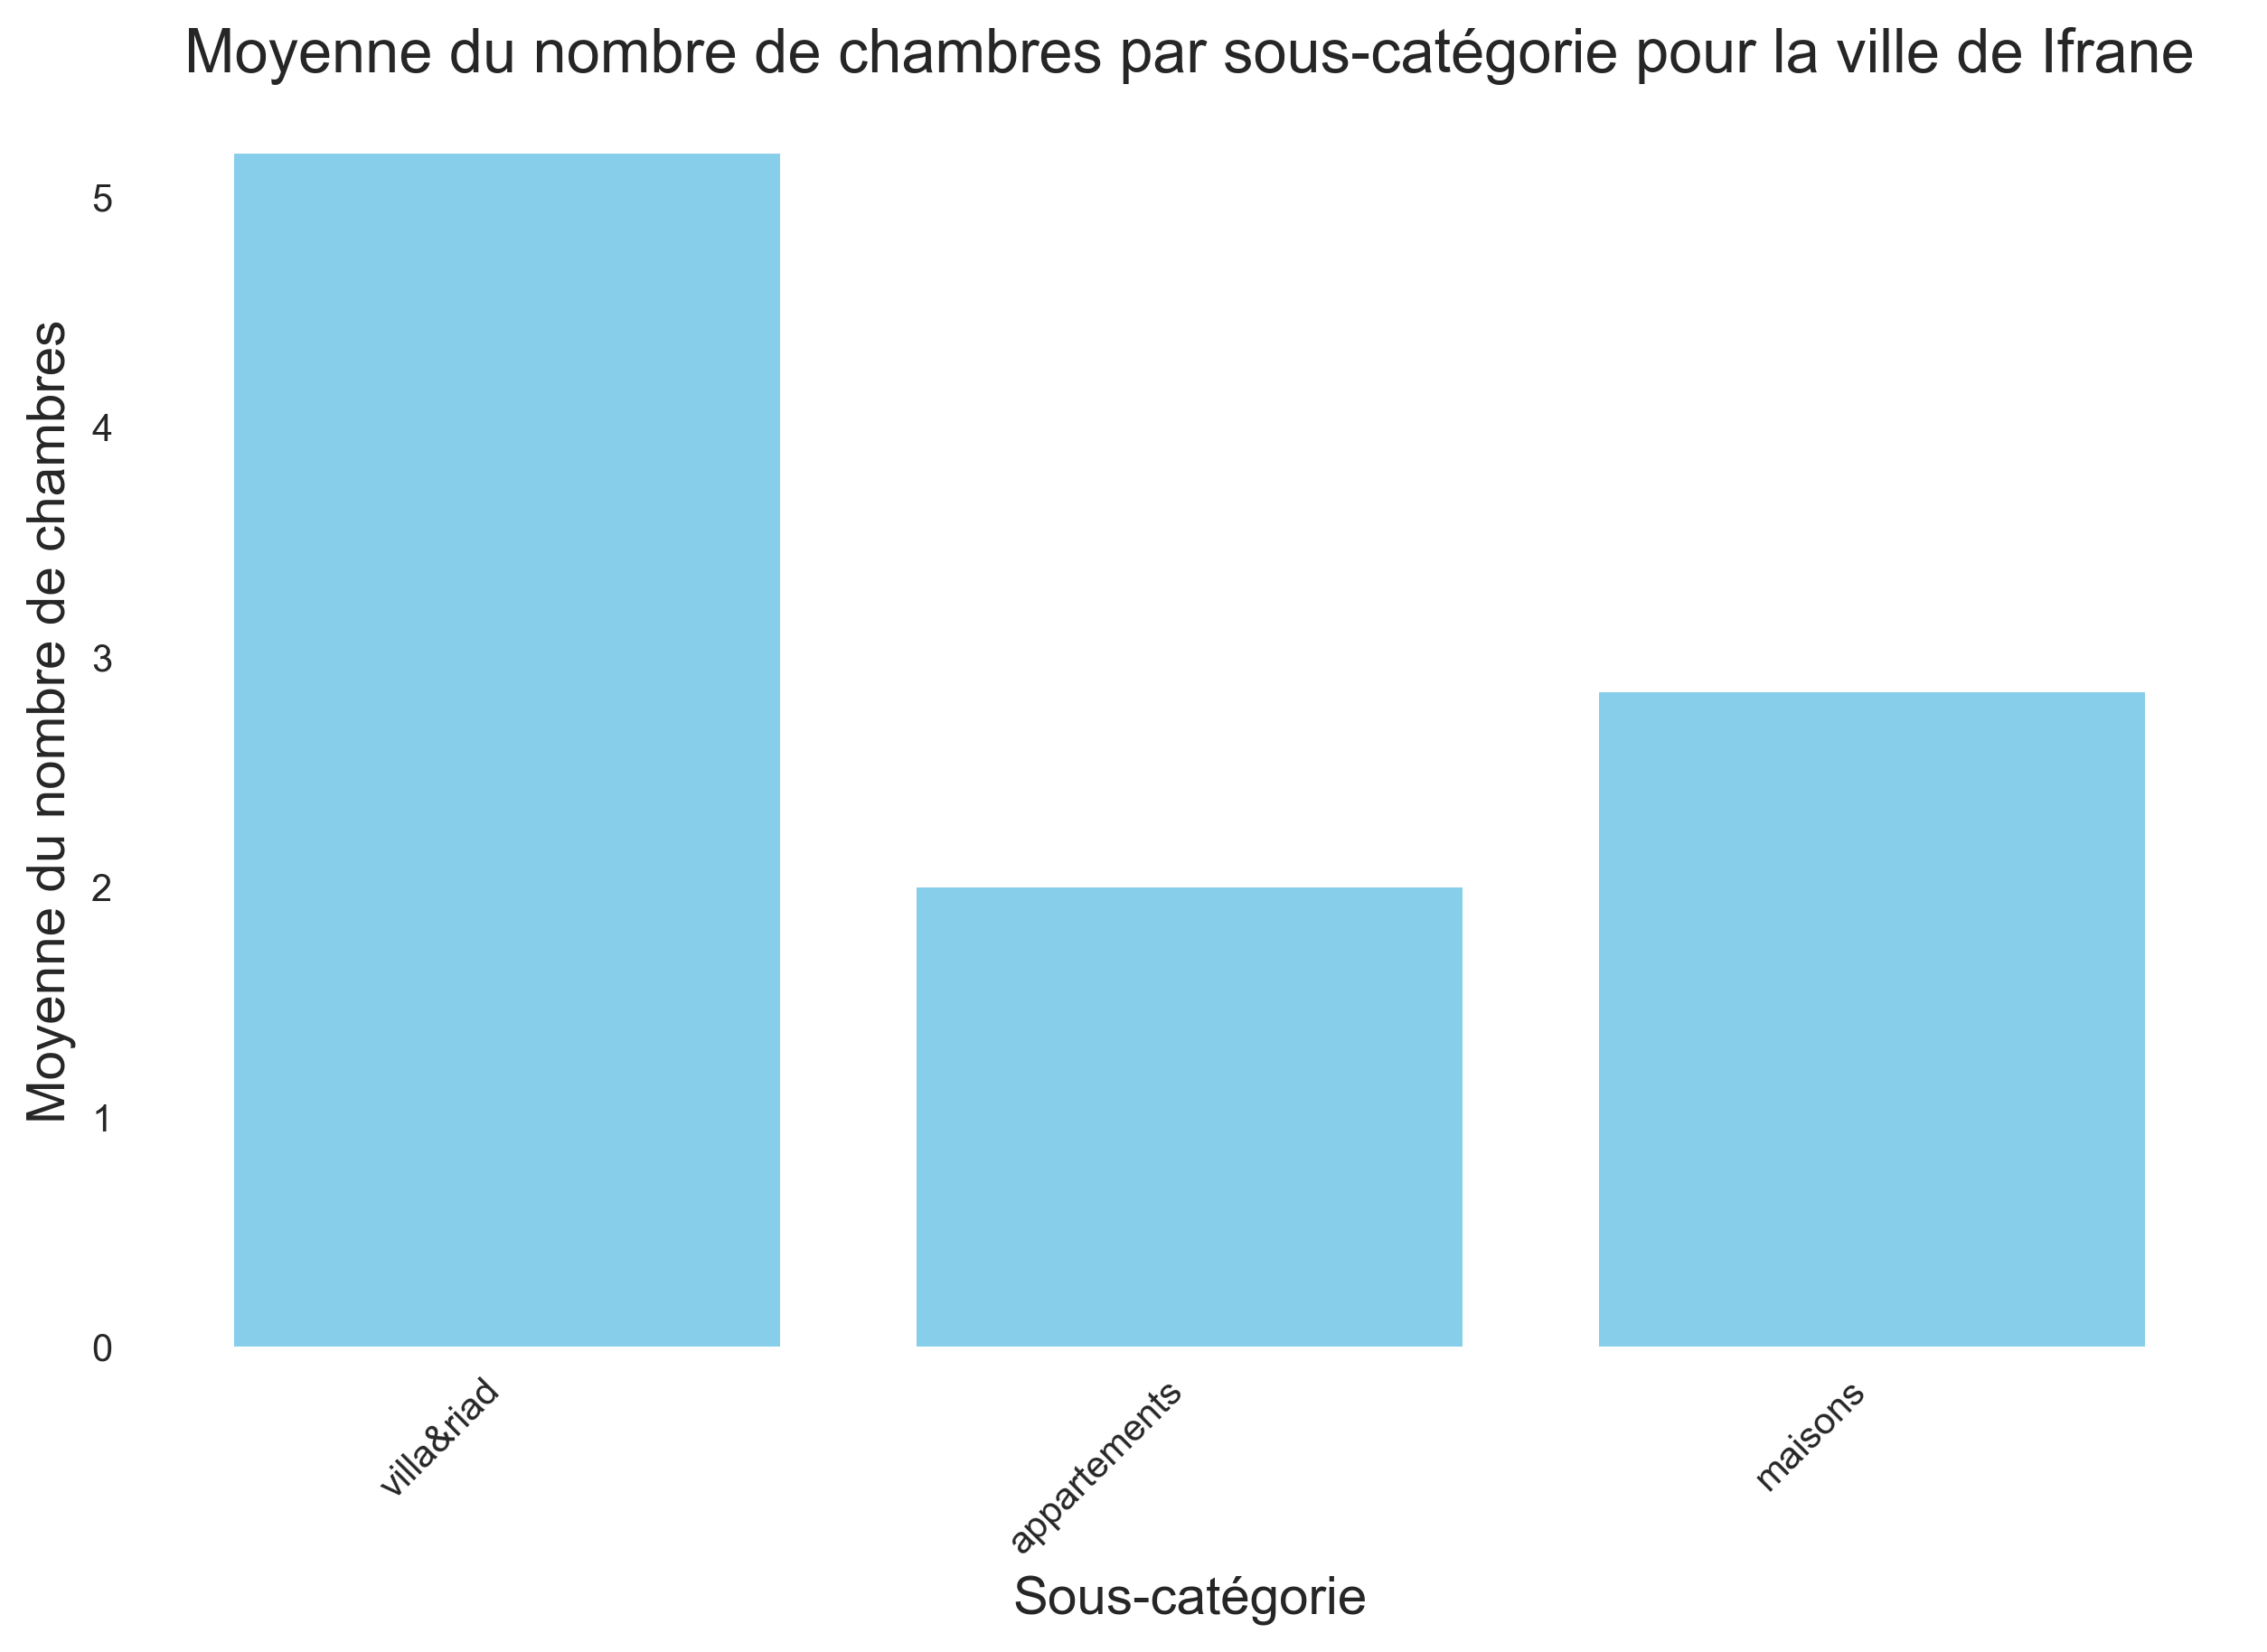 Moyenne du nombre de chambres par sous-catégorie pour la ville de Ifrane
Moyenne du nombre de chambres
5
4
3
2
1
0
villa&riad
appartements
maisons
Sous-catégorie